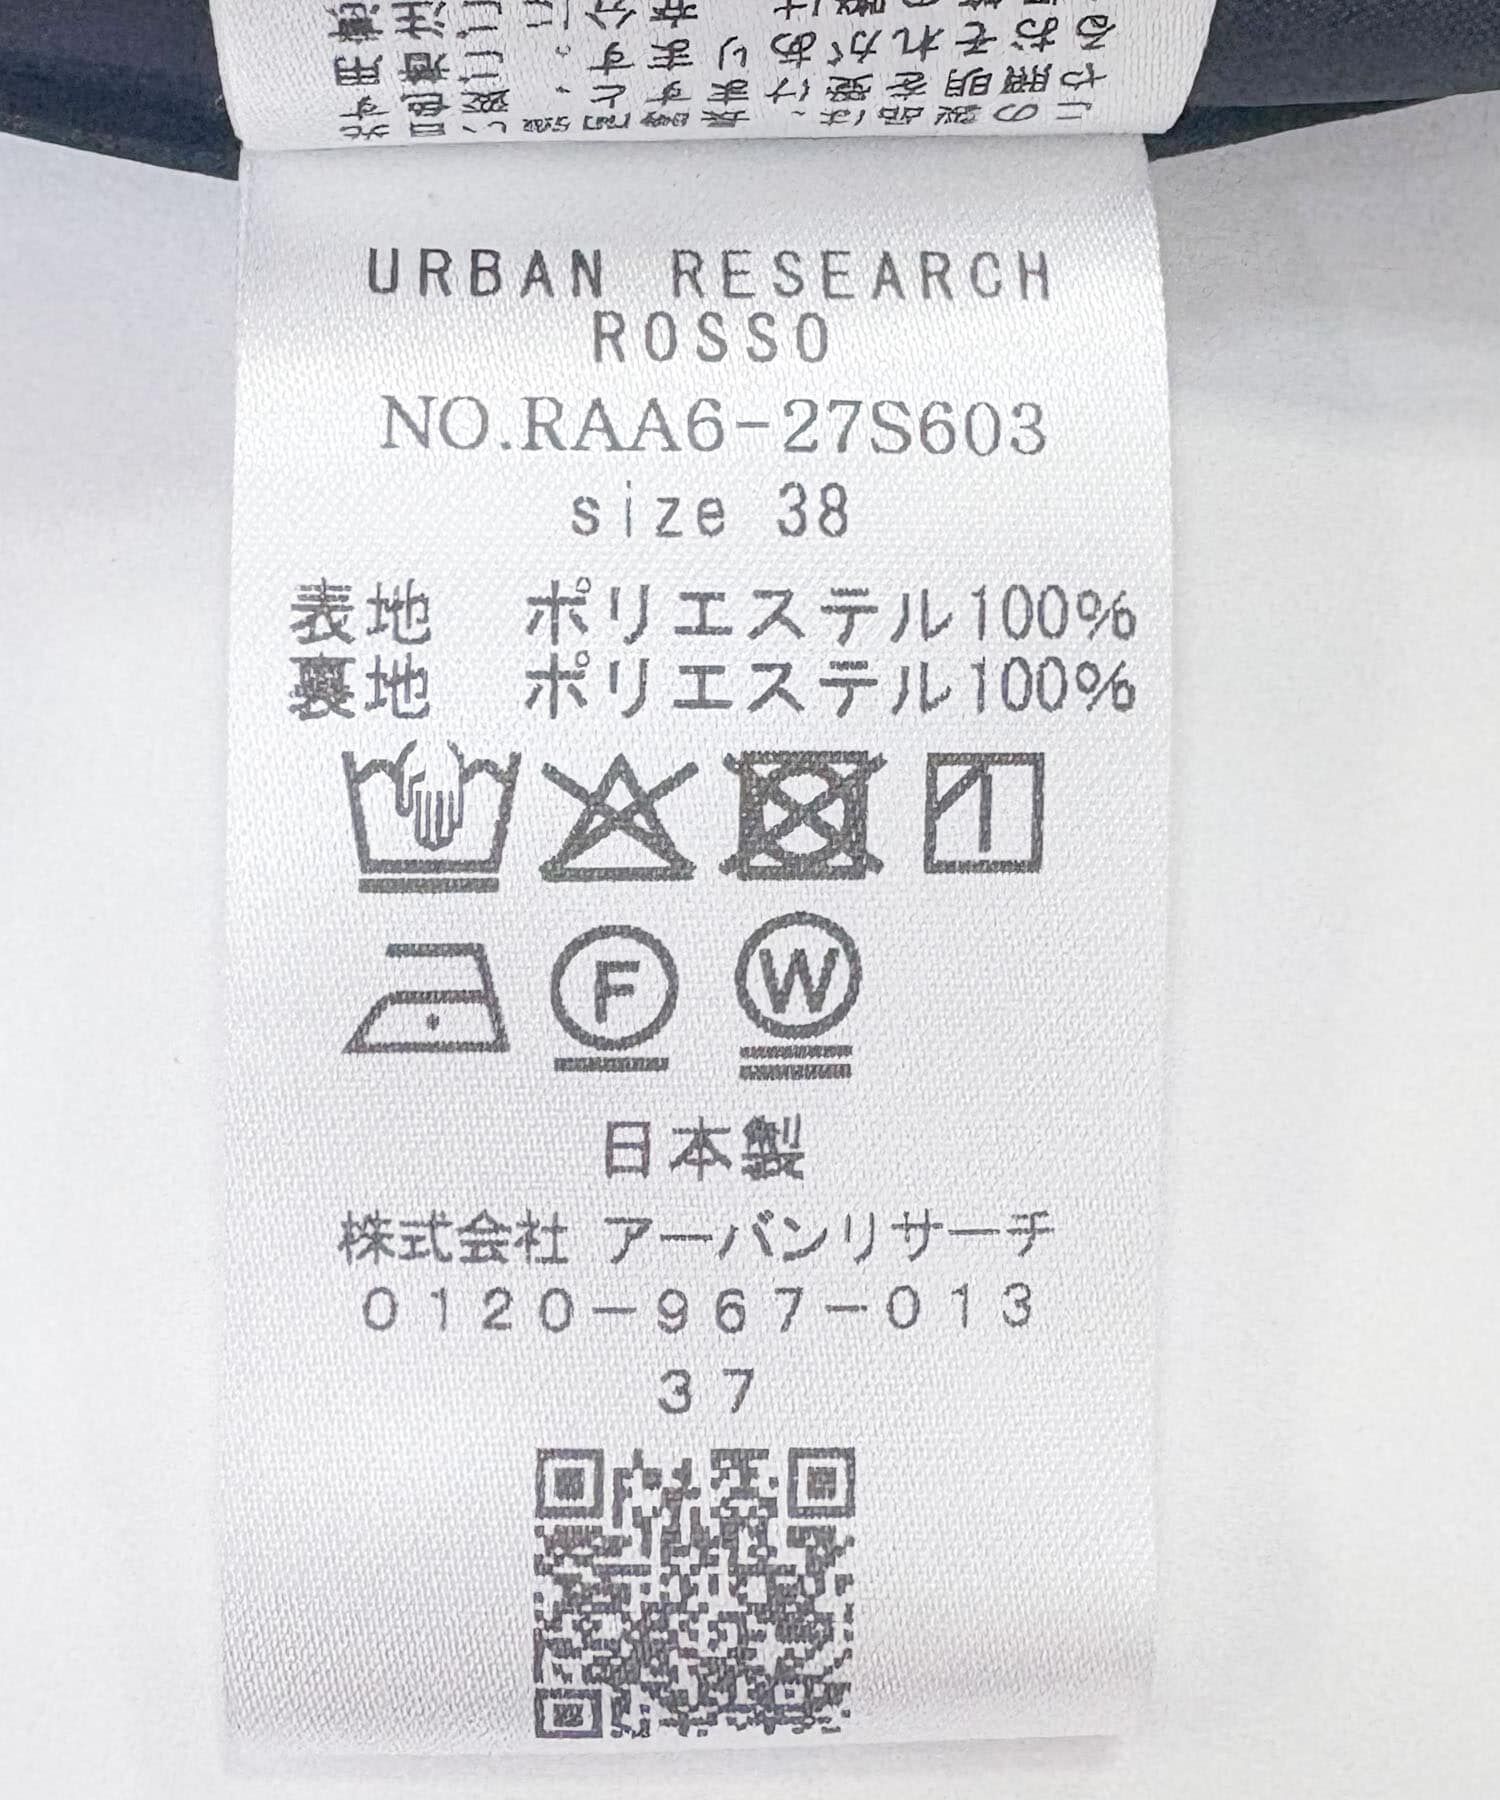 URBAN RESEARCH
ROSSO
NO.RAA6-27S603
size 38
表地 ポリエステル100%
裏地 ポリエステル100%
F
W
日本製
株式会社 アーバンリサーチ
0120-967-013
37